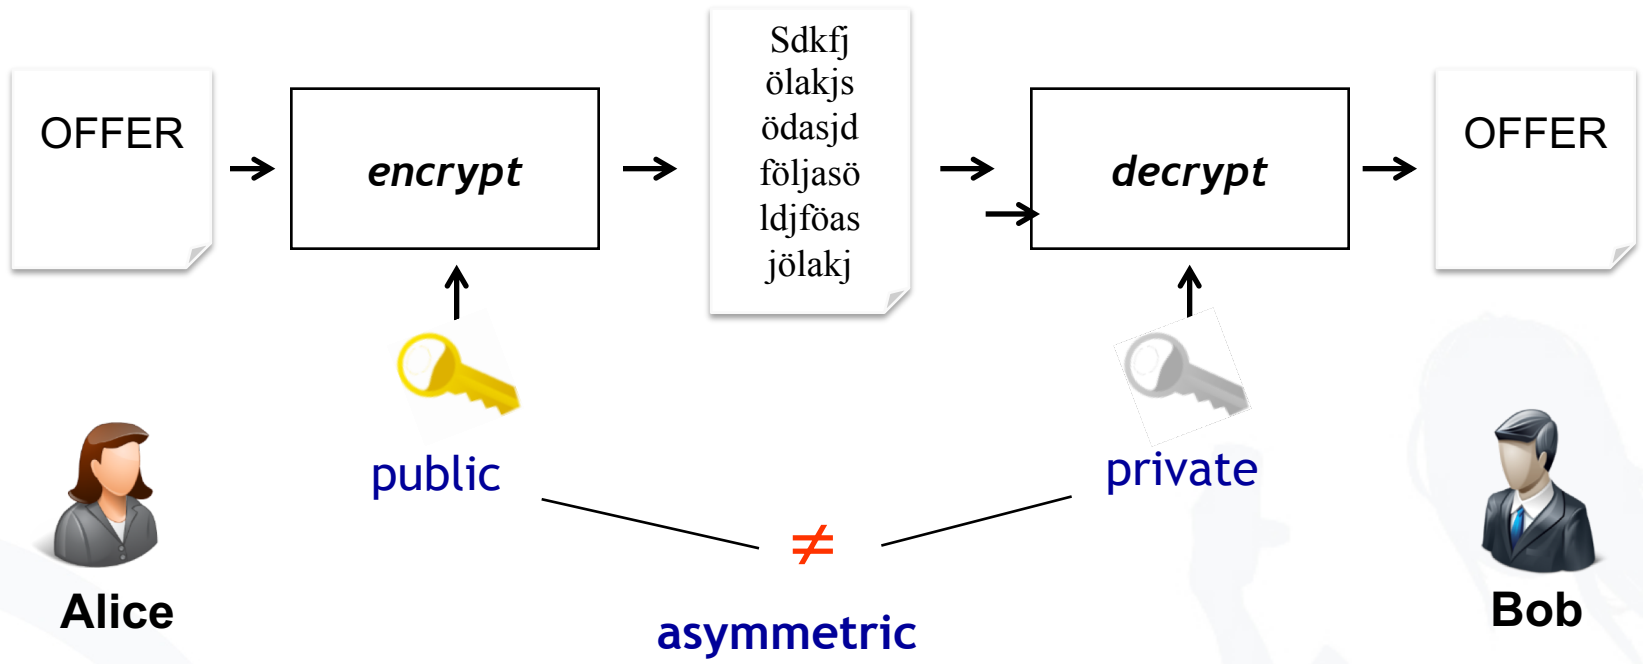 OFFER
encrypt
Sdkfj
ölakjs
ödasjd
följasö
ldjföas
jölakj
decrypt
OFFER
public
private
≠
Alice
asymmetric
Bob